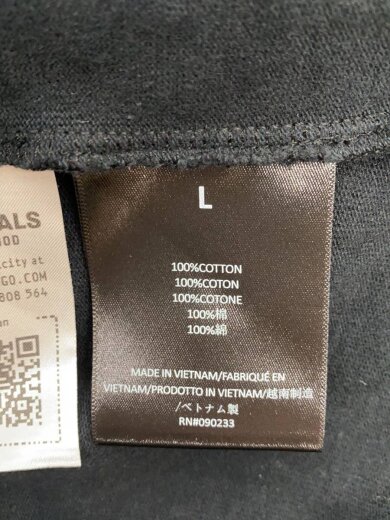 L
100%COTTON
100%COTON
100%COTONE
100%棉
100%綿
MADE IN VIETNAM/FABRIQUÉ EN
VIETNAM/PRODOTTO IN VIETNAM/越南制造
/ベトナム製
RN#090233
ALS
OD
city at
GO.COM
808 564
an